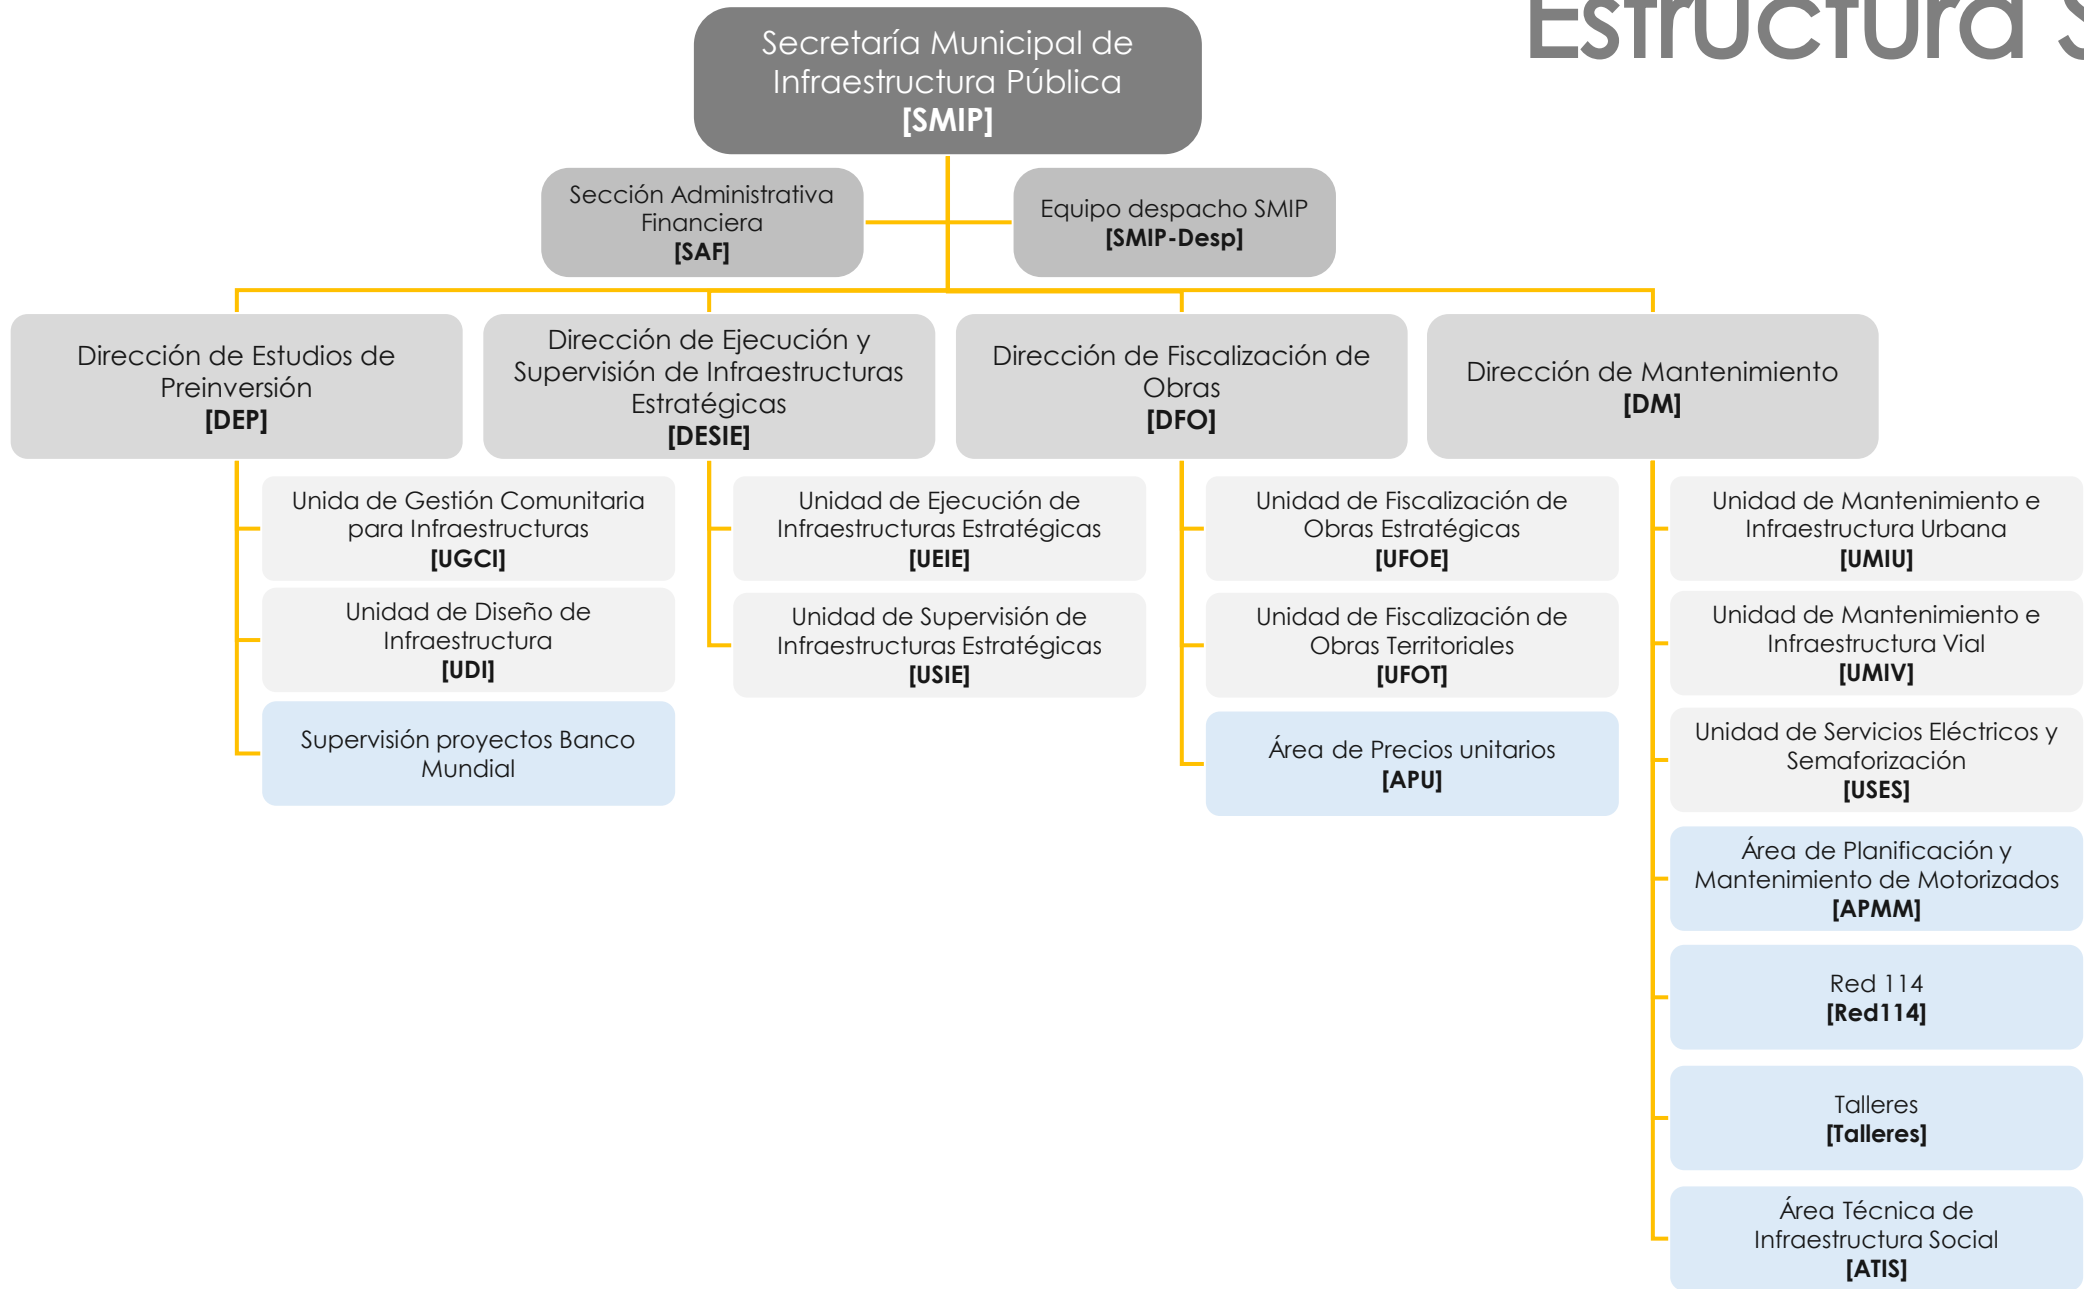 Estructura S
Secretaría Municipal de
Infraestructura Pública
[SMIP]
Sección Administrativa
Financiera
[SAF]
Equipo despacho SMIP
[SMIP-Desp]
Dirección de Estudios de
Preinversión
[DEP]
Dirección de Ejecución y
Supervisión de Infraestructuras
Estratégicas
[DESIE]
Dirección de Fiscalización de
Obras
[DFO]
Dirección de Mantenimiento
[DM]
Unida de Gestión Comunitaria
para Infraestructuras
[UGCI]
Unidad de Diseño de
Infraestructura
[UDI]
Supervisión proyectos Banco
Mundial
Unidad de Ejecución de
Infraestructuras Estratégicas
[UEIE]
Unidad de Supervisión de
Infraestructuras Estratégicas
[USIE]
Unidad de Fiscalización de
Obras Estratégicas
[UFOE]
Unidad de Fiscalización de
Obras Territoriales
[UFOT]
Área de Precios unitarios
[APU]
Unidad de Mantenimiento e
Infraestructura Urbana
[UMIU]
Unidad de Mantenimiento e
Infraestructura Vial
[UMIV]
Unidad de Servicios Eléctricos y
Semaforización
[USES]
Área de Planificación y
Mantenimiento de Motorizados
[APMM]
Red 114
[Red114]
Talleres
[Talleres]
Área Técnica de
Infraestructura Social
[ATIS]